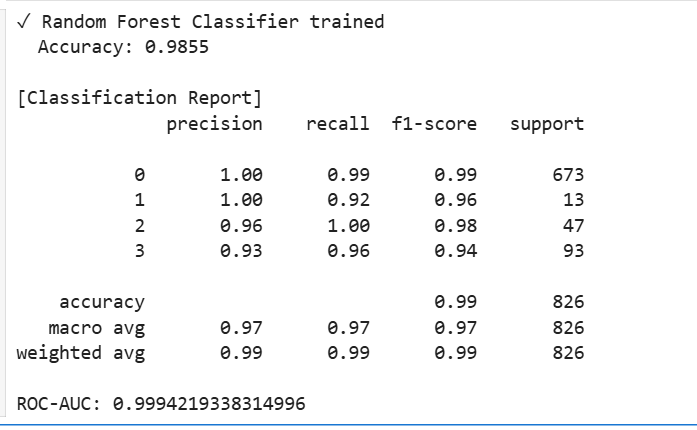 ✓ Random Forest Classifier trained
Accuracy: 0.9855
[Classification Report]
precision recall f1-score support
0 1.00 0.99 0.99 673
1 1.00 0.92 0.96 13
2 0.96 1.00 0.98 47
3 0.93 0.96 0.94 93
accuracy 0.99 826
macro avg 0.97 0.97 0.97 826
weighted avg 0.99 0.99 0.99 826
ROC-AUC: 0.9994219338314996